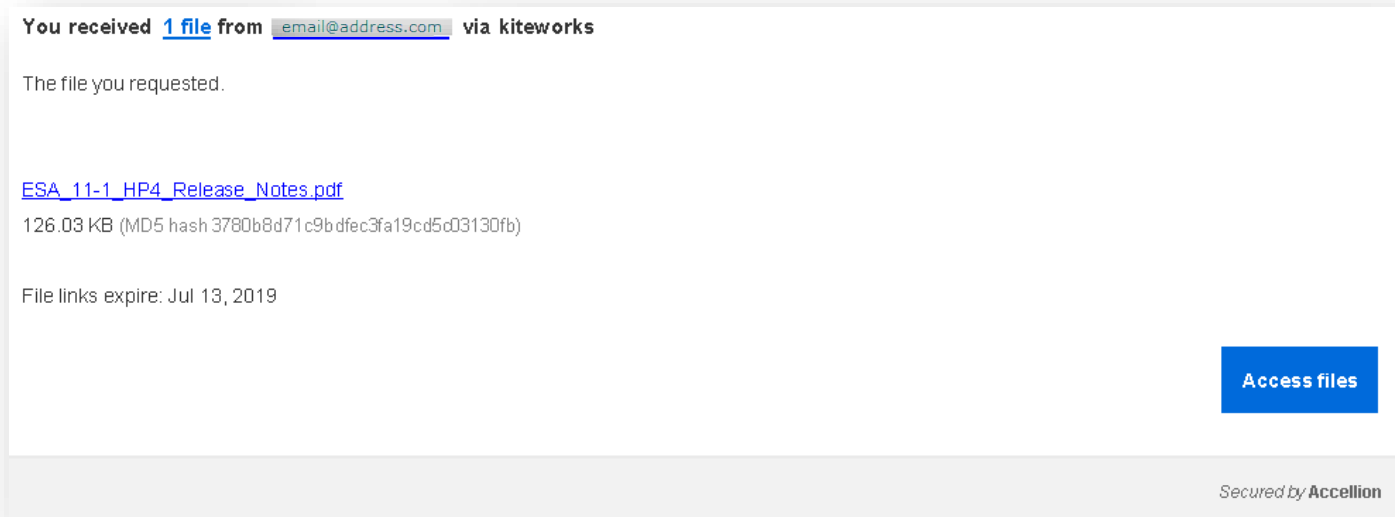 You received 1 file from email@address.com via kiteworks
The file you requested.
ESA_11-1_HP4_Release_Notes.pdf
126.03 KB (MD5 hash 3780b8d71c9bdfec3fa19cd5c03130fb)
File links expire: Jul 13, 2019
Access files
Secured by Accellion